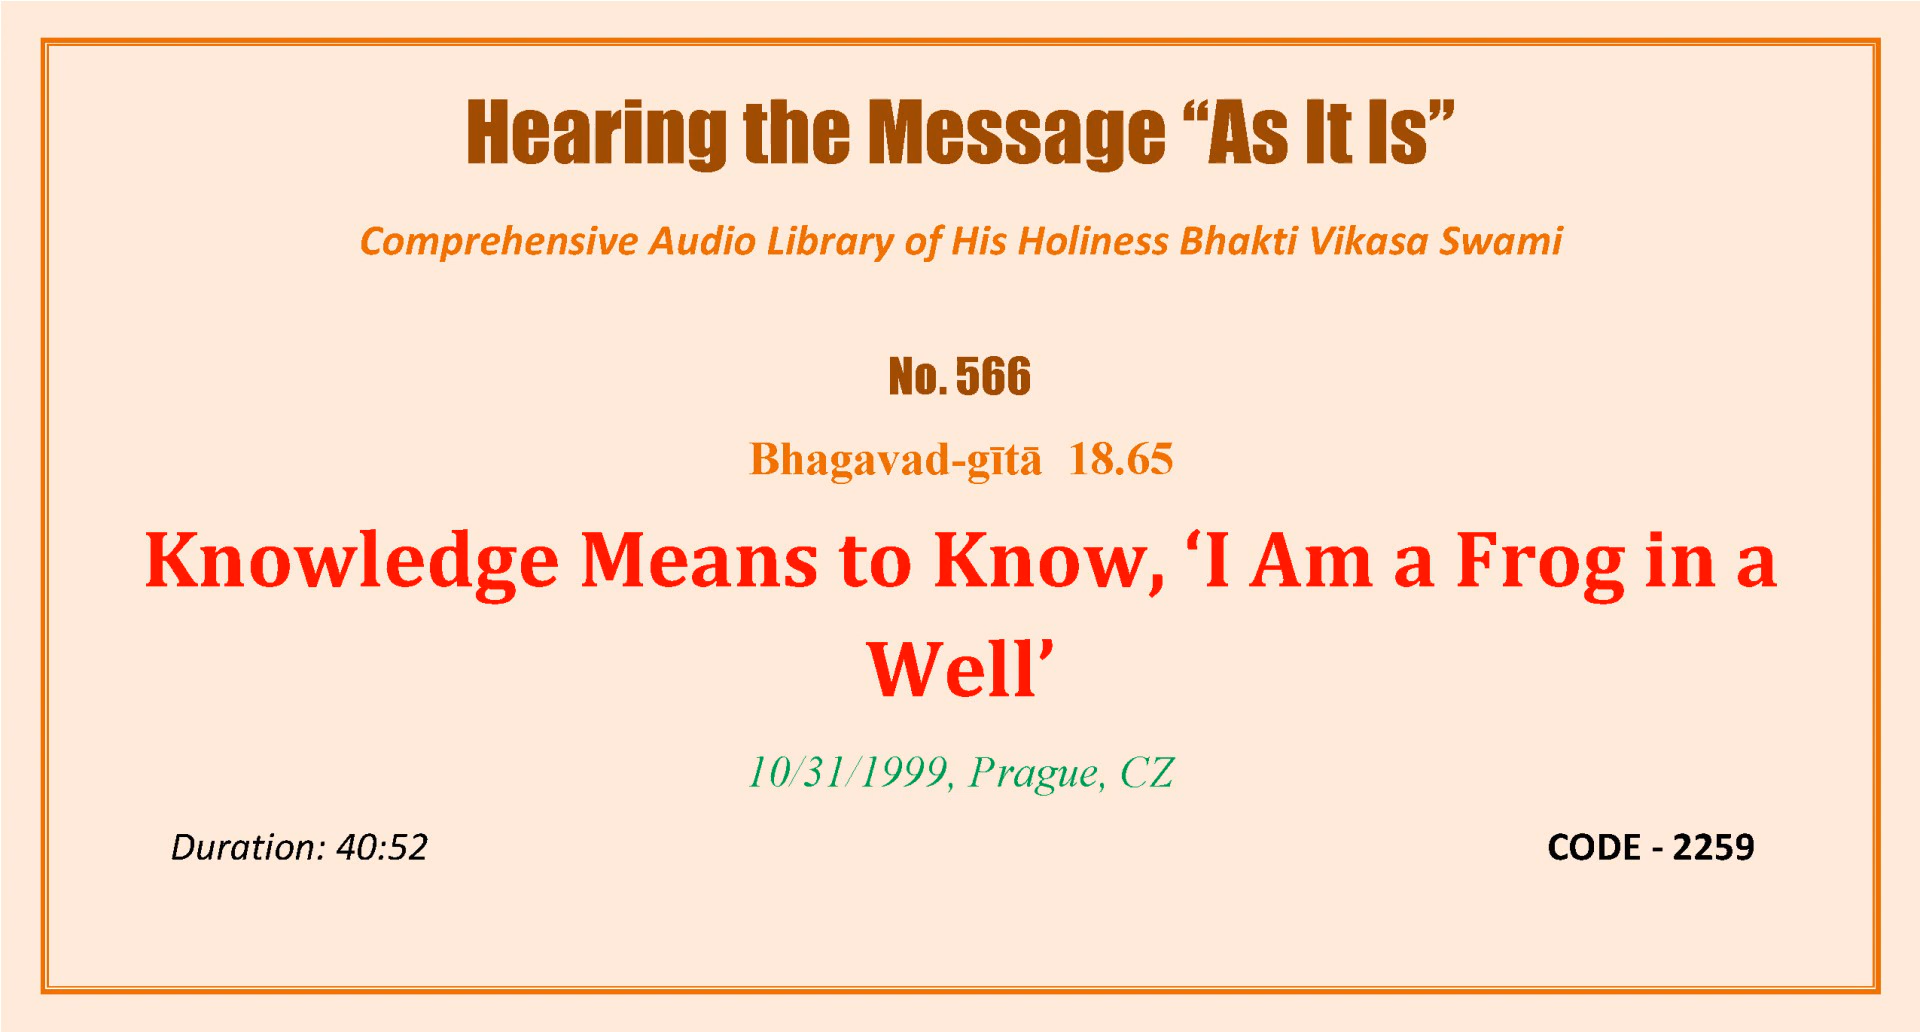 Hearing the Message “As It Is”
Comprehensive Audio Library of His Holiness Bhakti Vikasa Swami
No. 566
Bhagavad-gītā 18.65
Knowledge Means to Know, ‘I Am a Frog in a
Well’
10/31/1999, Prague, CZ
Duration: 40:52 CODE - 2259